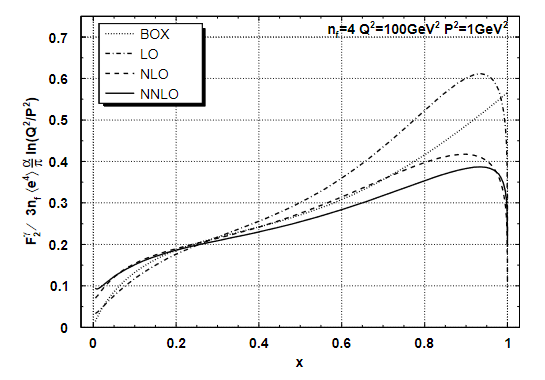 n_f=4 Q²=100GeV² P²=1GeV²
BOX
LO
NLO
NNLO
F₂^γ / 3n_f ⟨e⁴⟩ α/π ln(Q²/P²)
0.7
0.6
0.5
0.4
0.3
0.2
0.1
0
0 0.2 0.4 0.6 0.8 1
x